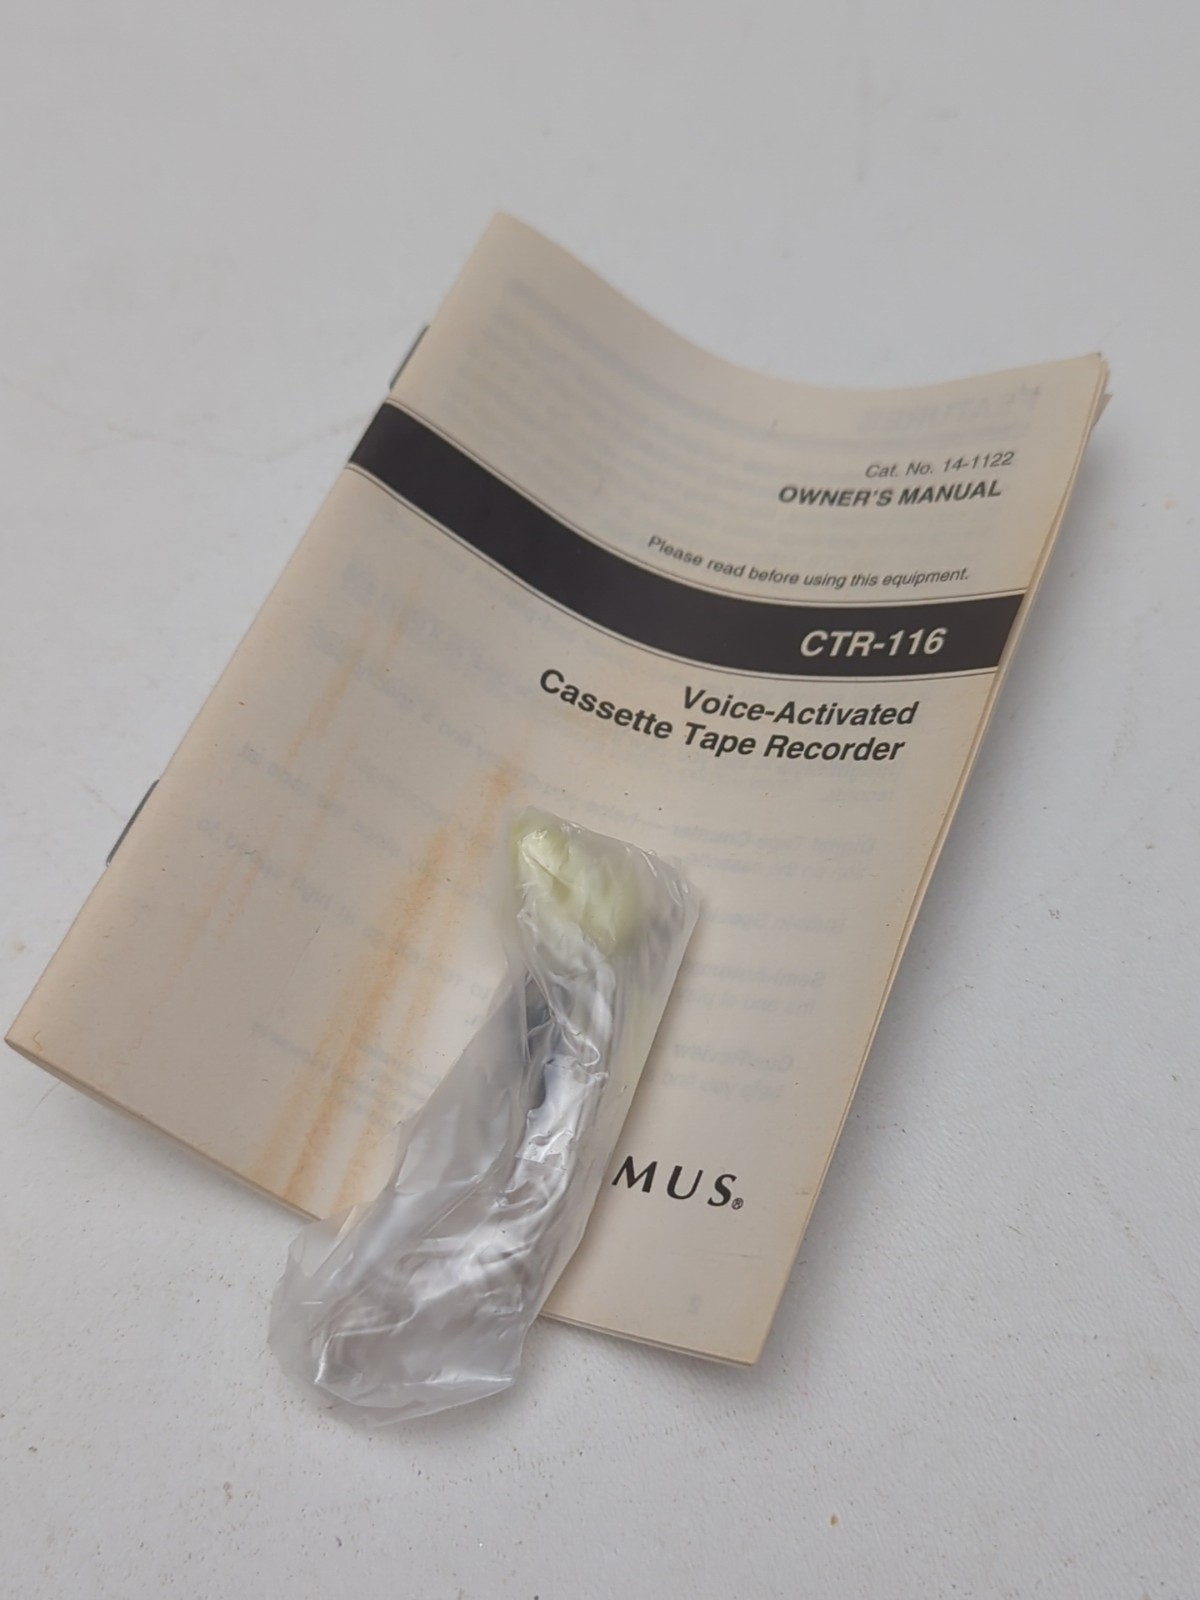 Cat. No. 14-1122
OWNER'S MANUAL
Please read before using this equipment.
CTR-116
Voice-Activated
Cassette Tape Recorder
MUS®